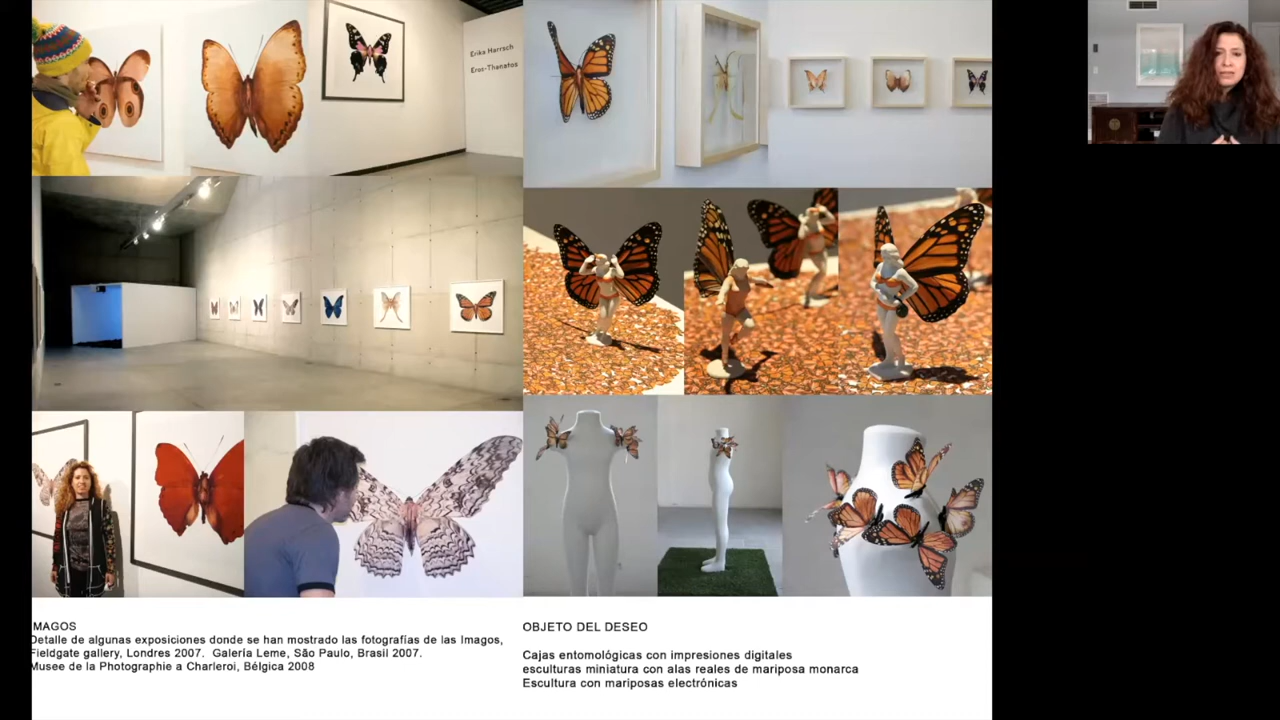 Erika Harrsch
Eros-Thanatos
IMAGOS
Detalle de algunas exposiciones donde se han mostrado las fotografías de las Imagos,
Fieldgate gallery, Londres 2007.  Galería Leme, São Paulo, Brasil 2007.
Musee de la Photographie a Charleroi, Bélgica 2008
OBJETO DEL DESEO
Cajas entomológicas con impresiones digitales
esculturas miniatura con alas reales de mariposa monarca
Escultura con mariposas electrónicas